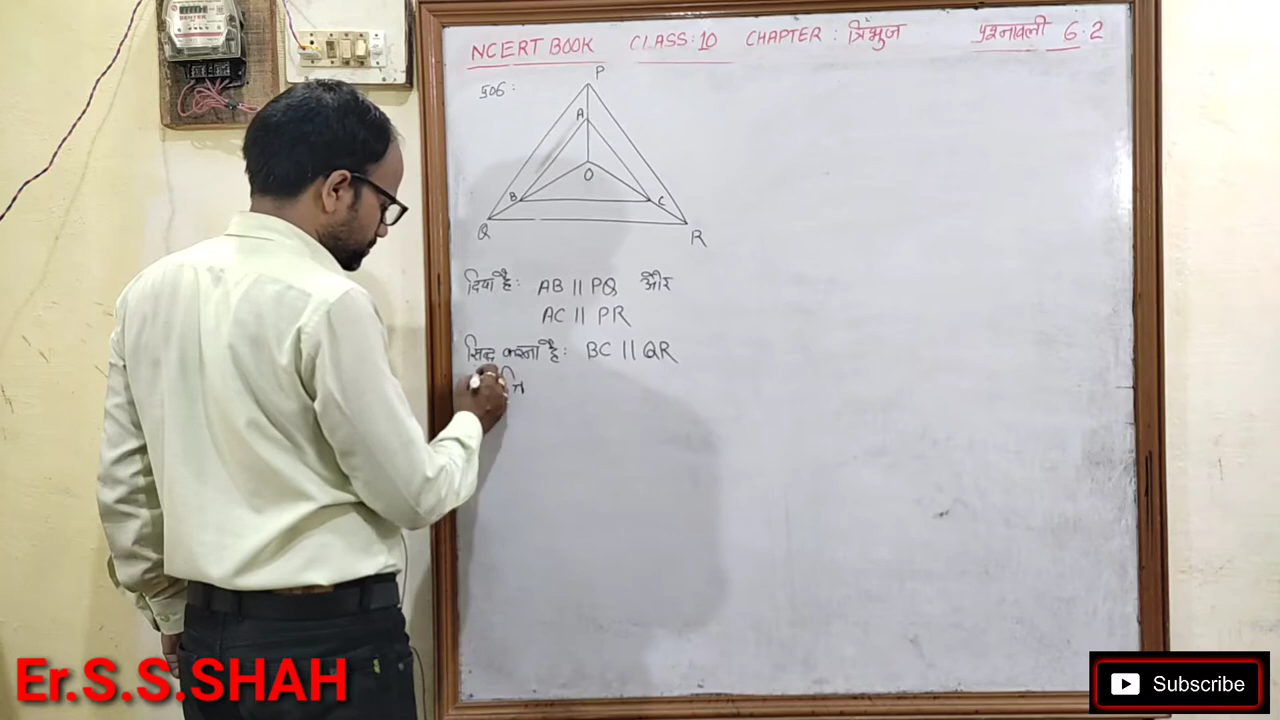 NCERT BOOK CLASS: 10 CHAPTER : त्रिभुज प्रश्नावली 6.2
प्र06:
P
A
O
B
C
Q
R
दिया है: AB || PQ और
AC || PR
सिद्ध करना है: BC || QR
Er.S.S.SHAH
Subscribe